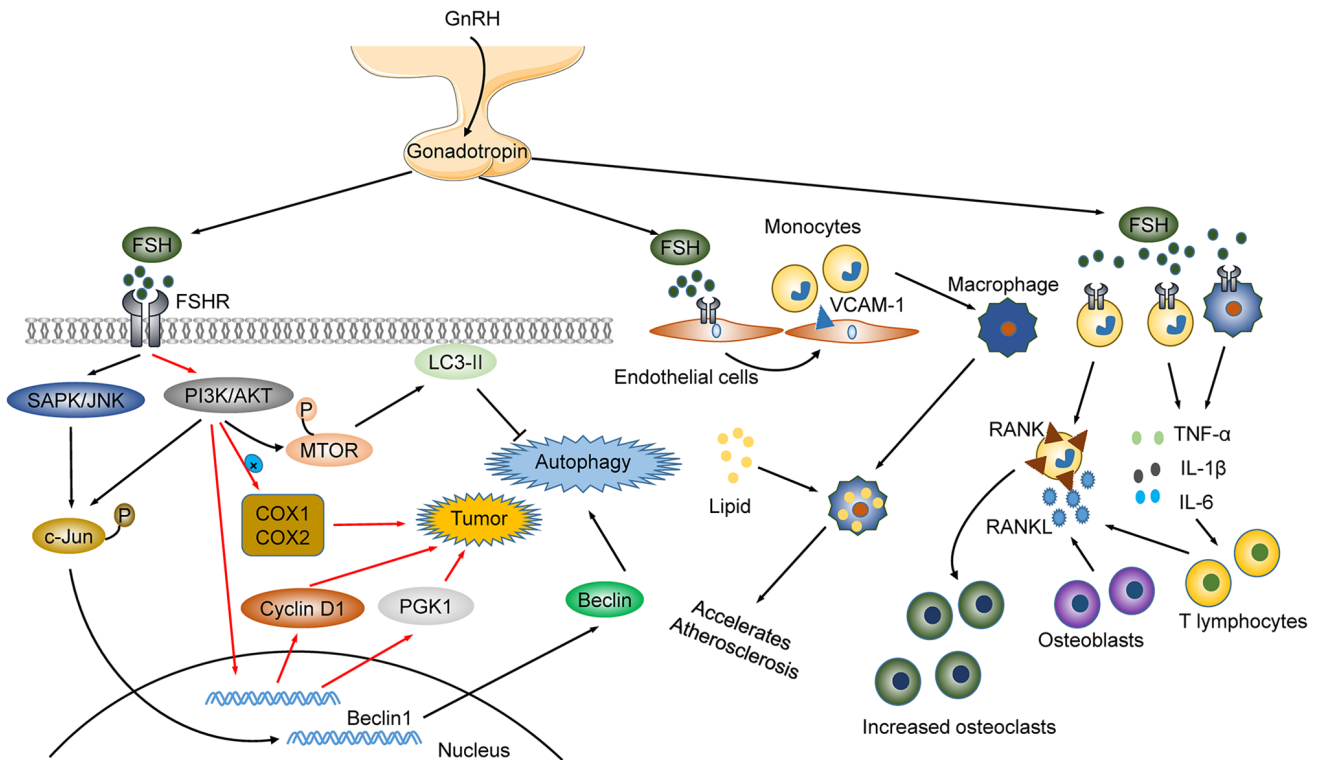 GnRH
Gonadotropin
FSH
FSHR
SAPK/JNK
PI3K/AKT
P
MTOR
LC3-II
Autophagy
x
COX1
COX2
Tumor
c-Jun
P
Cyclin D1
PGK1
Beclin
Beclin1
Nucleus
FSH
Monocytes
VCAM-1
Endothelial cells
Macrophage
Lipid
Accelerates
Atherosclerosis
FSH
RANK
RANKL
TNF-α
IL-1β
IL-6
T lymphocytes
Osteoblasts
Increased osteoclasts